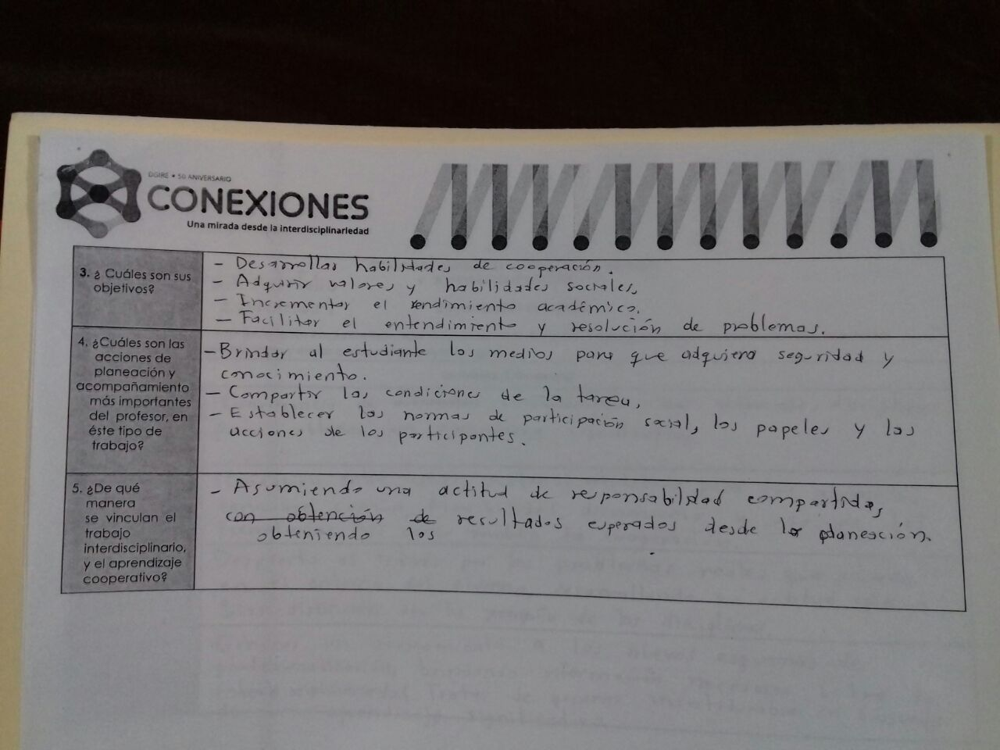 DGIRE • 50 ANIVERSARIO
CONEXIONES
Una mirada desde la interdisciplinariedad
3. ¿ Cuáles son sus
objetivos?
- Desarrollar habilidades de cooperación.
- Adquirir valores y habilidades sociales,
- Incrementar el rendimiento académico.
- Facilitar el entendimiento y resolución de problemas.
4. ¿Cuáles son las
acciones de
planeación y
acompañamiento
más importantes
del profesor, en
éste tipo de
trabajo?
- Brindar al estudiante los medios para que adquiera seguridad y
conocimiento.
- Compartir las condiciones de la tarea,
- Establecer las normas de participación social, los papeles y las
acciones de los participantes.
5. ¿De qué
manera
se vinculan el
trabajo
interdisciplinario,
y el aprendizaje
cooperativo?
- Asumiendo una actitud de responsabilidad compartida,
con obtención de resultados esperados desde la planeación.
obteniendo los